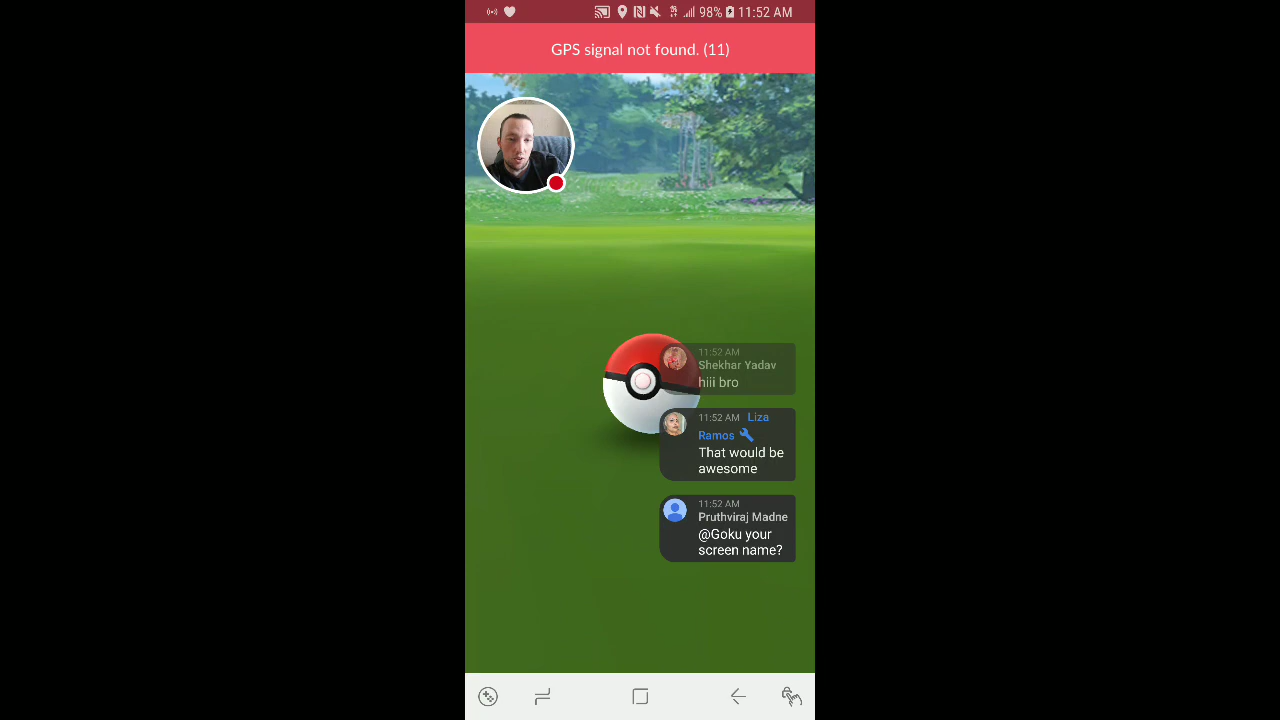 98% 11:52 AM
GPS signal not found. (11)
11:52 AM
Shekhar Yadav
hiii bro
11:52 AM Liza
Ramos
That would be
awesome
11:52 AM
Pruthviraj Madne
@Goku your
screen name?